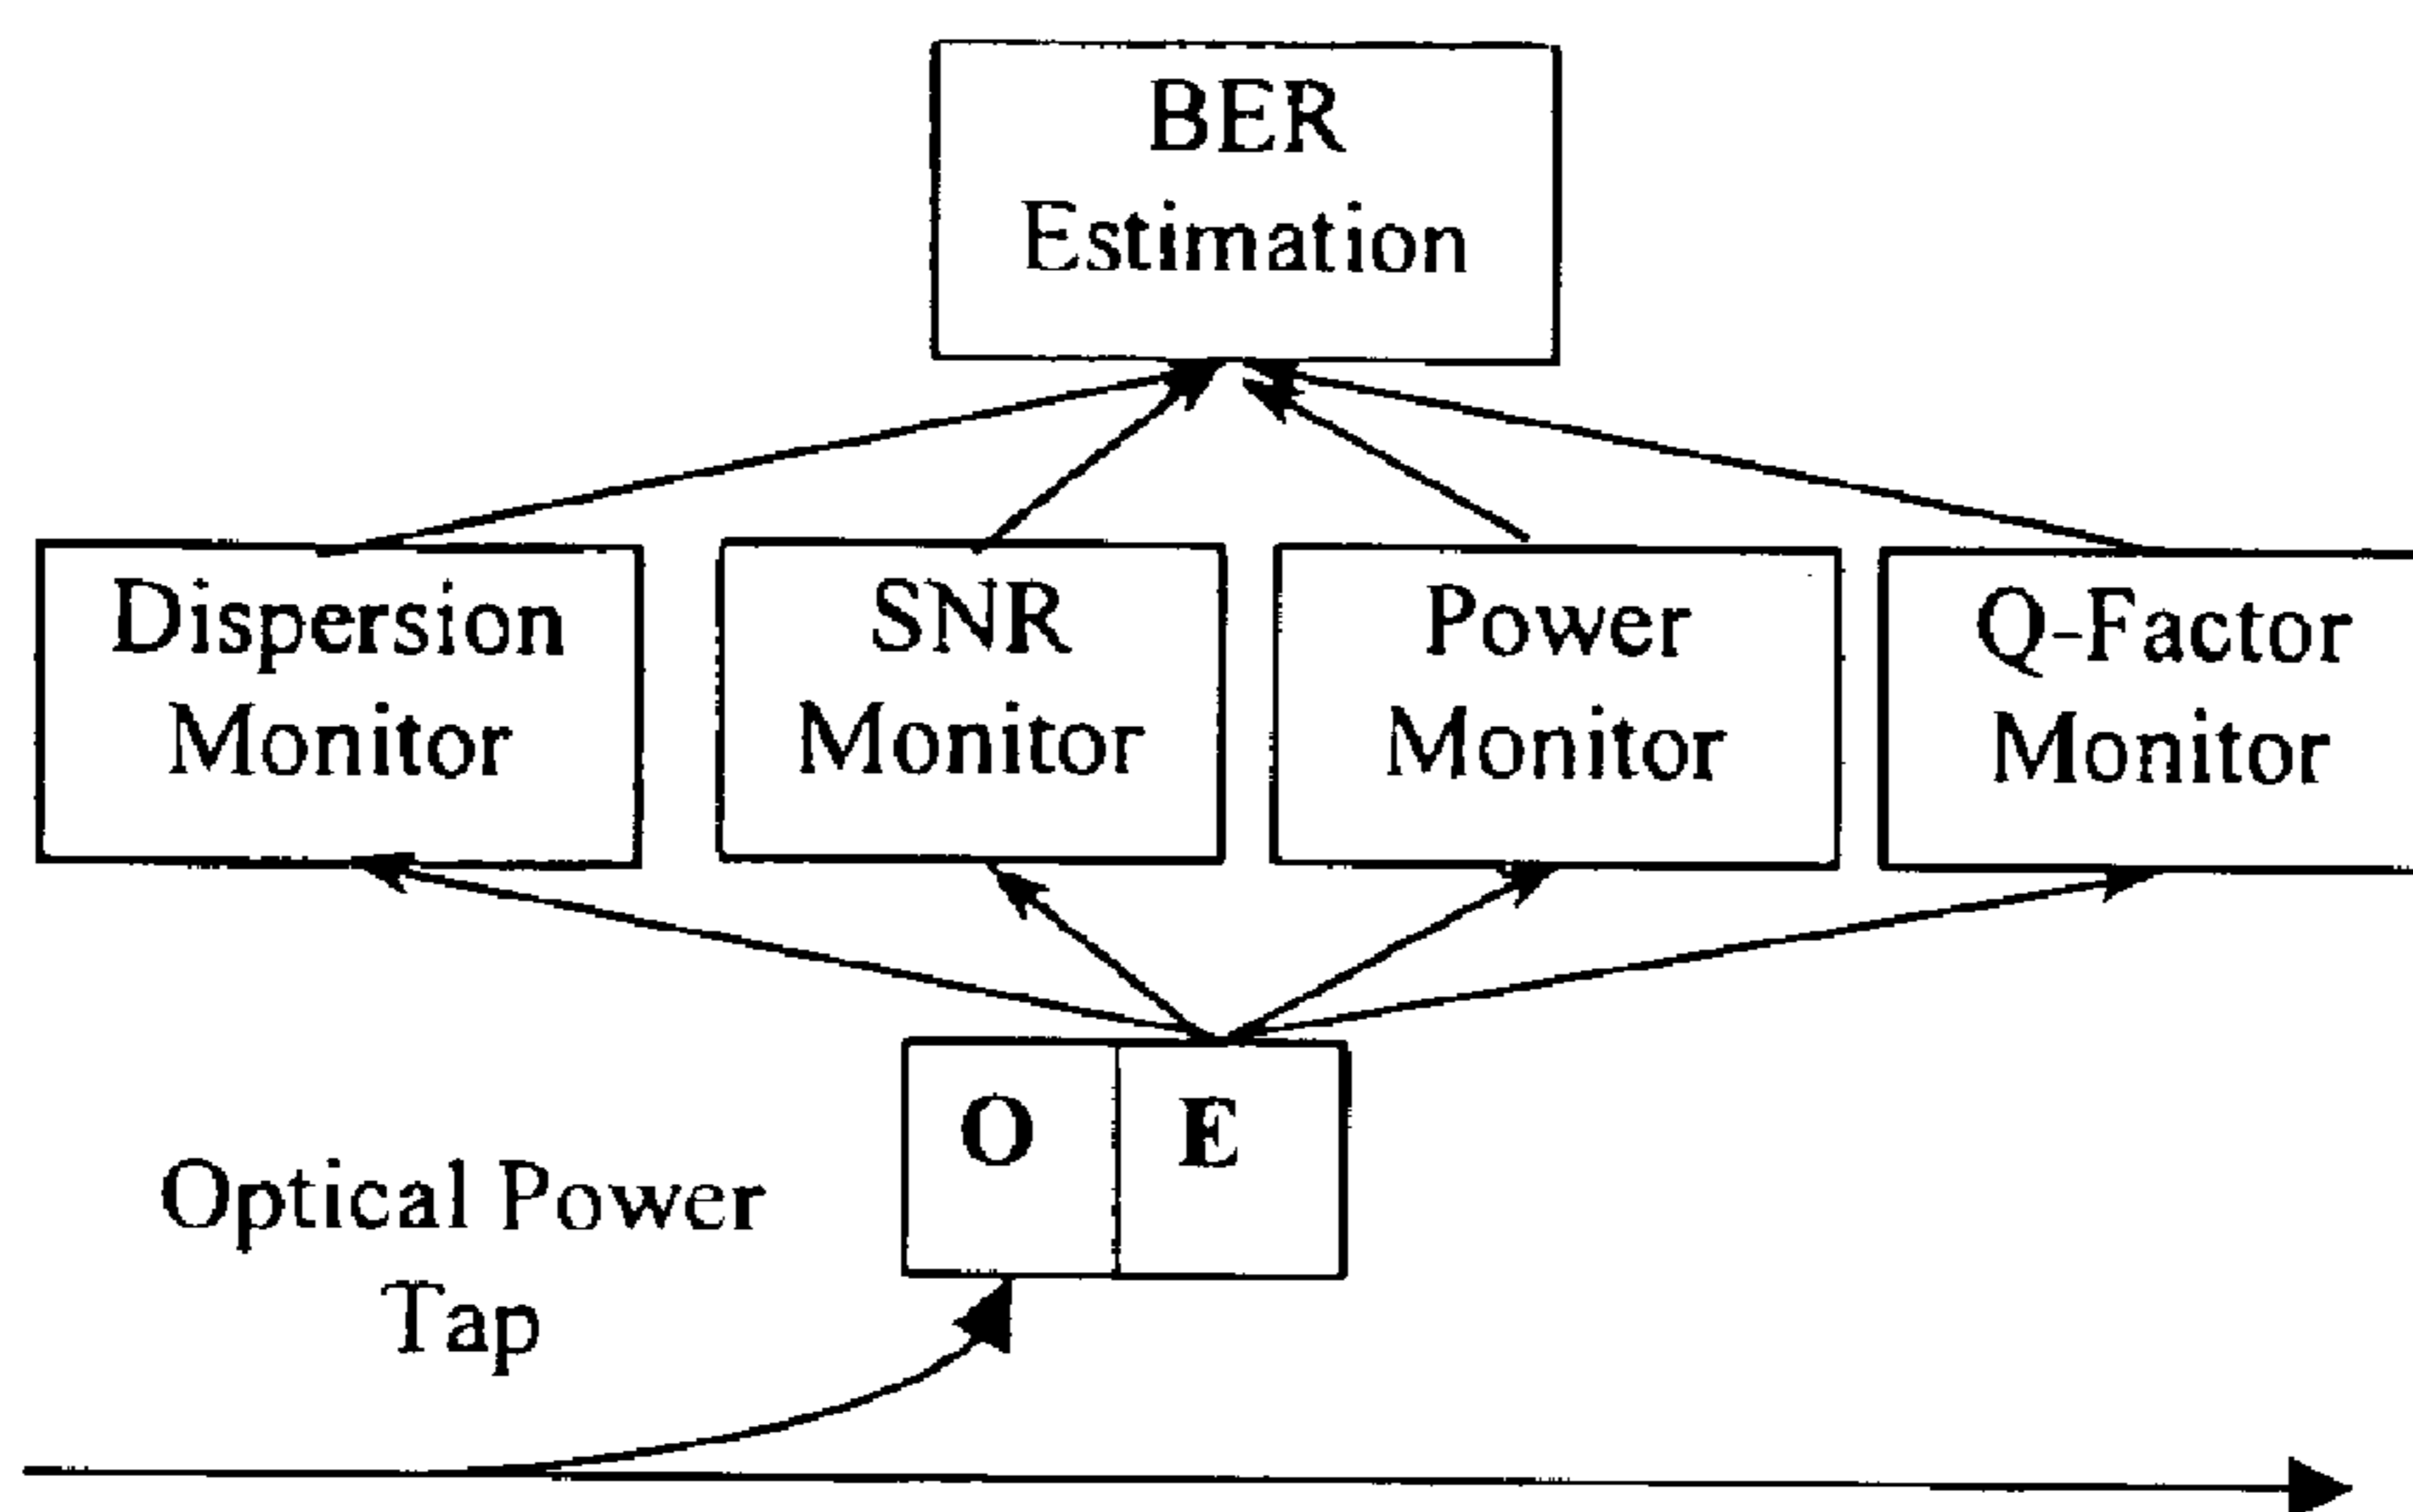 BER
Estimation
Dispersion
Monitor
SNR
Monitor
Power
Monitor
Q-Factor
Monitor
O E
Optical Power
Tap